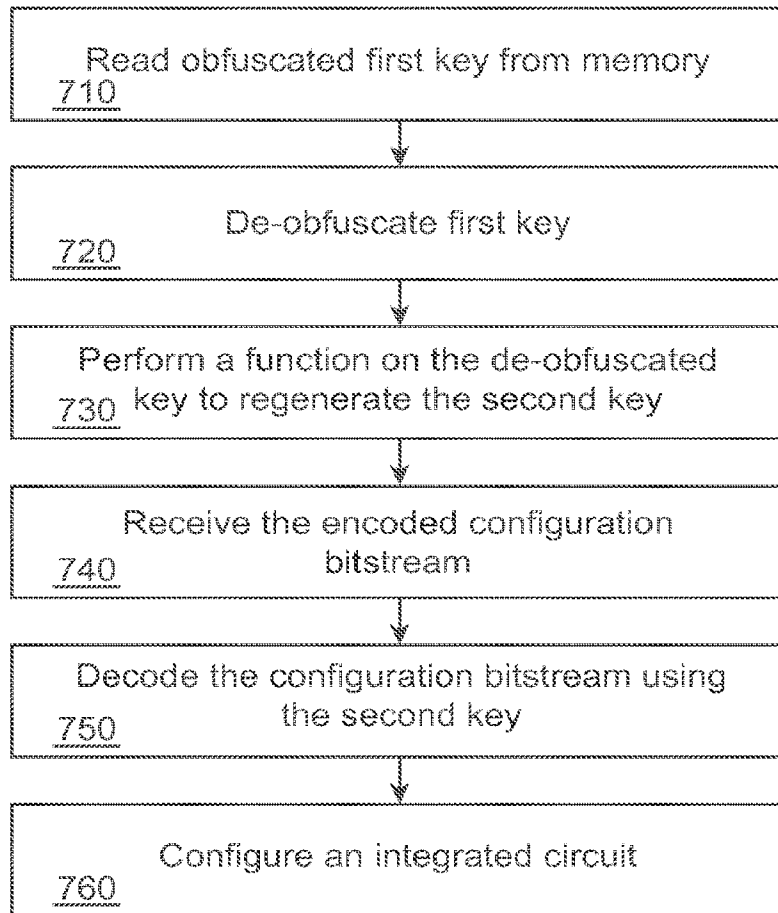 Read obfuscated first key from memory
710
De-obfuscate first key
720
Perform a function on the de-obfuscated
730 key to regenerate the second key
Receive the encoded configuration
740 bitstream
Decode the configuration bitstream using
750 the second key
Configure an integrated circuit
760